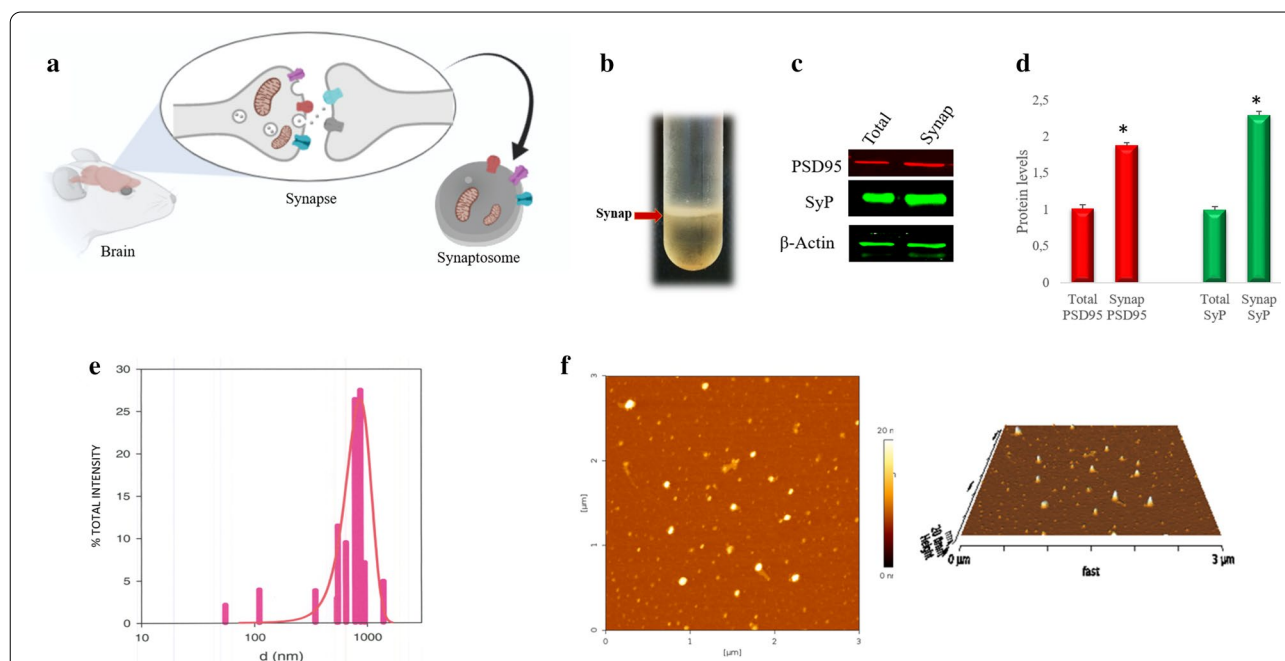 a
Synapse
Brain
Synaptosome
b
Synap
c
Total
Synap
PSD95
SyP
β-Actin
d
Protein levels
2,5
2
1,5
1
0,5
0
*
*
Total
PSD95
Synap
PSD95
Total
SyP
Synap
SyP
e
% TOTAL INTENSITY
30
25
20
15
10
5
0
10
100
1000
d (nm)
f
3
2
1
0
[µm]
0
1
2
3
[µm]
20 n
0 n
Height
0 µm
fast
3 µm